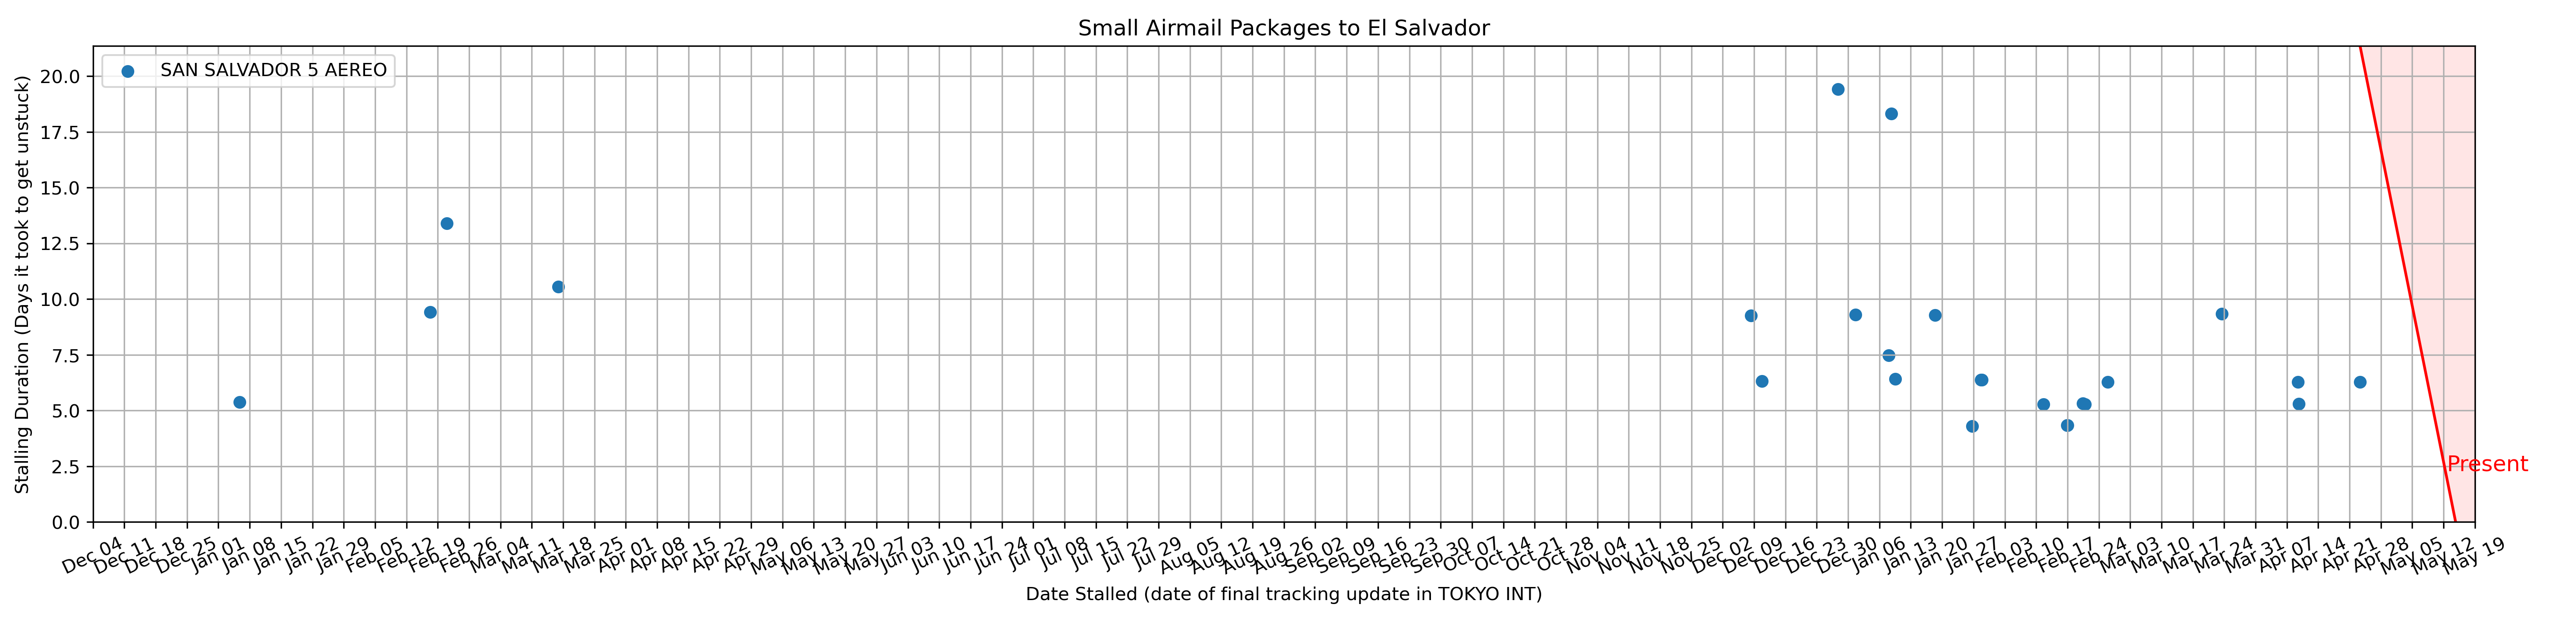 Small Airmail Packages to El Salvador
SAN SALVADOR 5 AEREO
Stalling Duration (Days it took to get unstuck)
20.0
17.5
15.0
12.5
10.0
7.5
5.0
2.5
0.0
Present
Dec 04 Dec 11 Dec 18 Dec 25 Jan 01 Jan 08 Jan 15 Jan 22 Jan 29 Feb 05 Feb 12 Feb 19 Feb 26 Mar 04 Mar 11 Mar 18 Mar 25 Apr 01 Apr 08 Apr 15 Apr 22 Apr 29 May 06 May 13 May 20 May 27 Jun 03 Jun 10 Jun 17 Jun 24 Jul 01 Jul 08 Jul 15 Jul 22 Jul 29 Aug 05 Aug 12 Aug 19 Aug 26 Sep 02 Sep 09 Sep 16 Sep 23 Sep 30 Oct 07 Oct 14 Oct 21 Oct 28 Nov 04 Nov 11 Nov 18 Nov 25 Dec 02 Dec 09 Dec 16 Dec 23 Dec 30 Jan 06 Jan 13 Jan 20 Jan 27 Feb 03 Feb 10 Feb 17 Feb 24 Mar 03 Mar 10 Mar 17 Mar 24 Mar 31 Apr 07 Apr 14 Apr 21 Apr 28 May 05 May 12 May 19
Date Stalled (date of final tracking update in TOKYO INT)